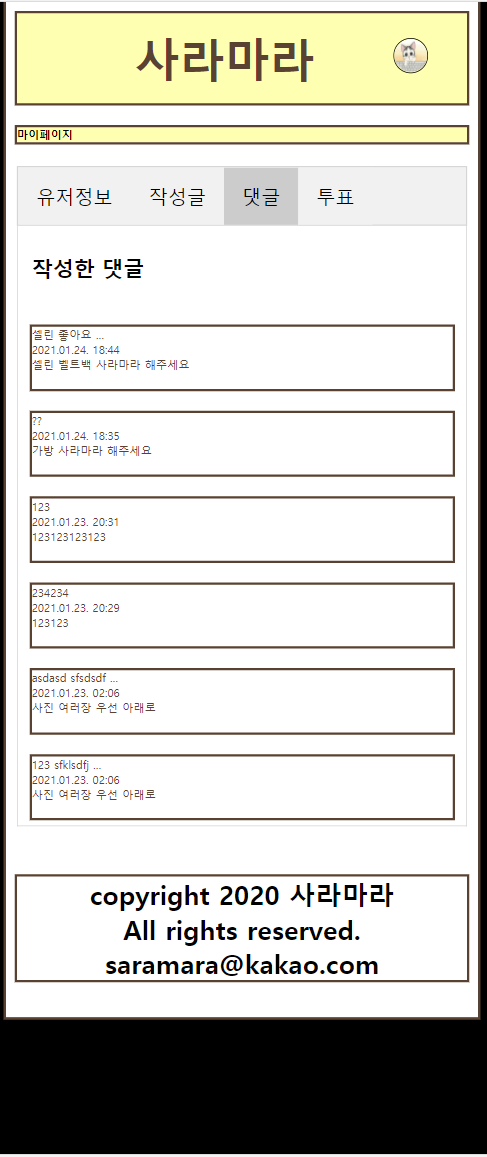 사라마라
마이페이지
유저정보 작성글 댓글 투표
작성한 댓글
셀린 좋아요 ...
2021.01.24. 18:44
셀린 벨트백 사라마라 해주세요
??
2021.01.24. 18:35
가방 사라마라 해주세요
123
2021.01.23. 20:31
123123123123
234234
2021.01.23. 20:29
123123
asdasd sfsdsdf ...
2021.01.23. 02:06
사진 여러장 우선 아래로
123 sfklsdfj ...
2021.01.23. 02:06
사진 여러장 우선 아래로
copyright 2020 사라마라
All rights reserved.
saramara@kakao.com